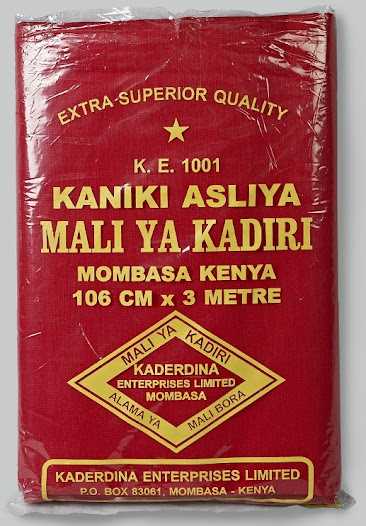 EXTRA-SUPERIOR QUALITY
K. E. 1001
KANIKI ASLIYA
MALI YA KADIRI
MOMBASA KENYA
106 CM x 3 METRE
MALI YA KADIRI
KADERDINA
ENTERPRISES LIMITED
MOMBASA
ALAMA YA MALI BORA
KADERDINA ENTERPRISES LIMITED
P.O. BOX 83061, MOMBASA - KENYA